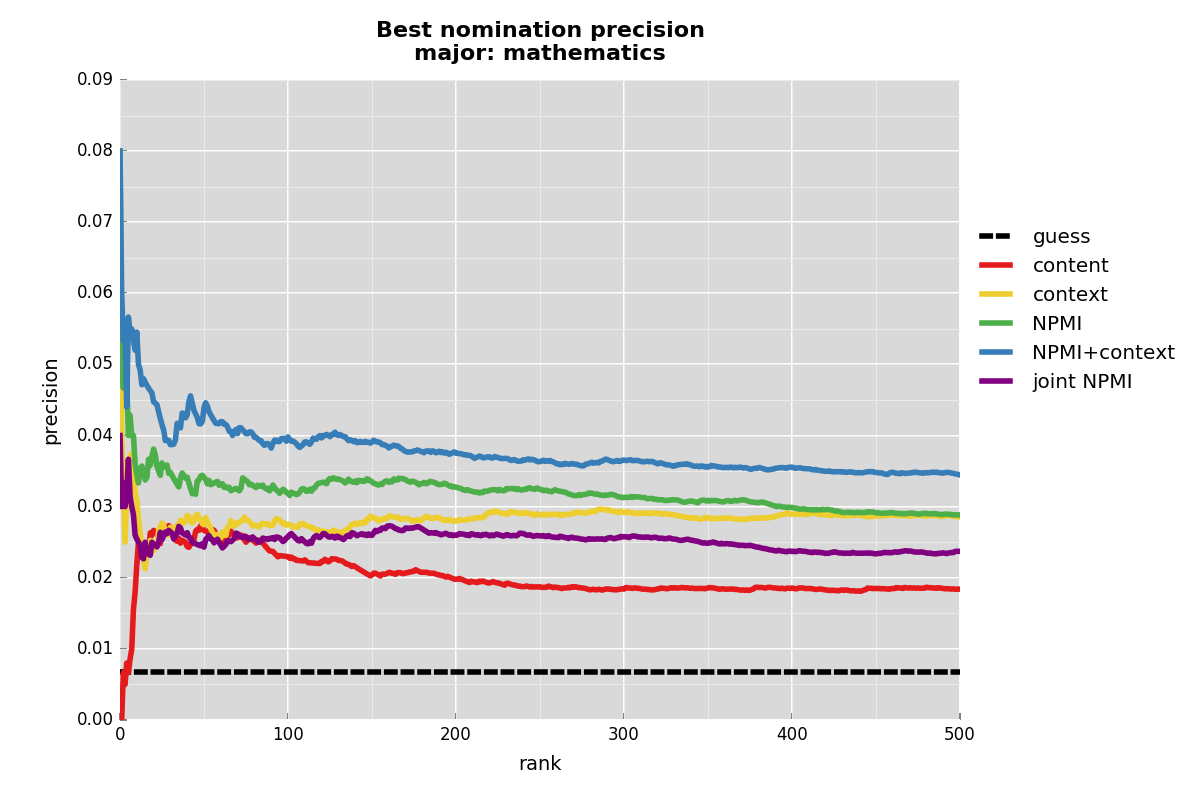 Best nomination precision
major: mathematics
0.09
0.08
0.07
0.06
0.05
0.04
0.03
0.02
0.01
0.00
precision
0
100
200
300
400
500
rank
guess
content
context
NPMI
NPMI+context
joint NPMI